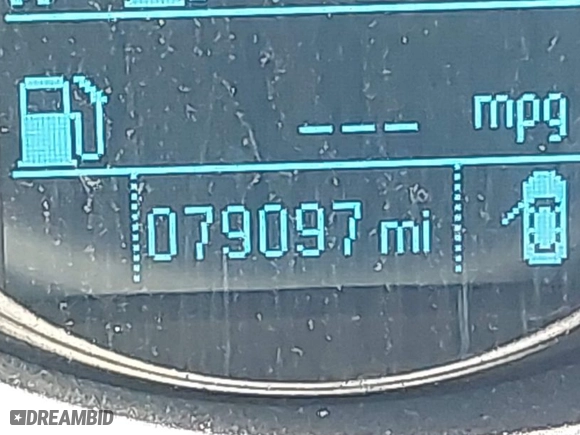 --- mpg
079097 mi
DREAMBID